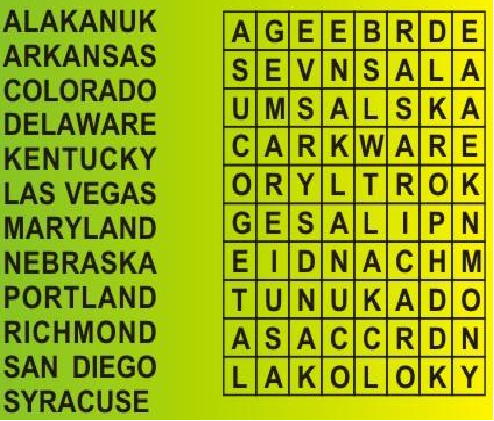 ALAKANUK
ARKANSAS
COLORADO
DELAWARE
KENTUCKY
LAS VEGAS
MARYLAND
NEBRASKA
PORTLAND
RICHMOND
SAN DIEGO
SYRACUSE
A G E E B R D E
S E V N S A L A
U M S A L S K A
C A R K W A R E
O R Y L T R O K
G E S A L I P N
E I D N A C H M
T U N U K A D O
A S A C C R D N
L A K O L O K Y